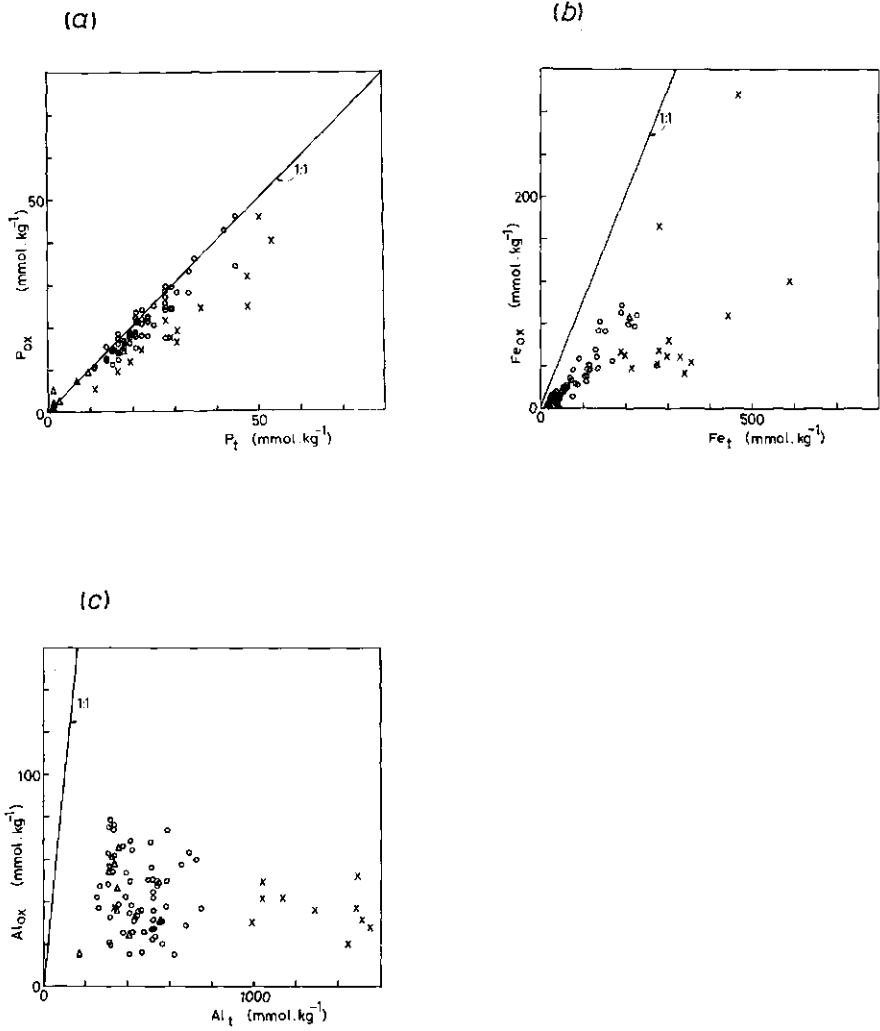 (a)
50
0
P_ox (mmol.kg⁻¹)
1:1
50
P_t (mmol.kg⁻¹)
(b)
200
0
Fe_ox (mmol.kg⁻¹)
1:1
0
500
Fe_t (mmol.kg⁻¹)
(c)
100
0
Al_ox (mmol.kg⁻¹)
1:1
0
1000
Al_t (mmol.kg⁻¹)